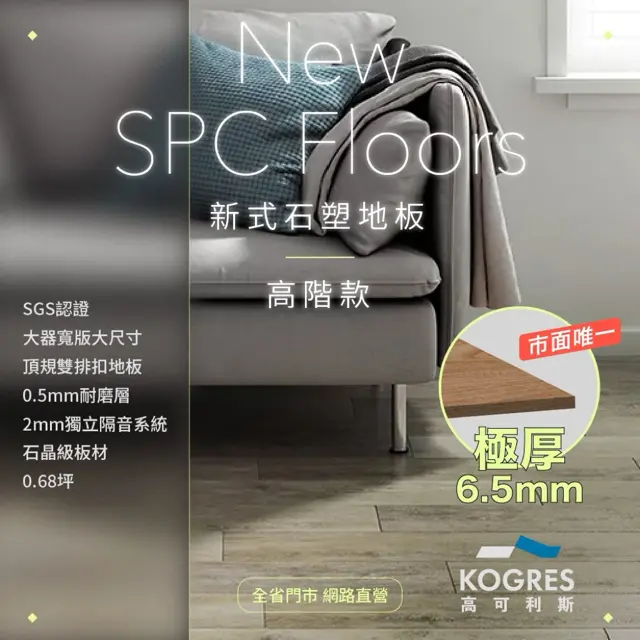 New
SPC Floors
新式石塑地板
高階款
SGS認證
大器寬版大尺寸
頂規雙排扣地板
0.5mm耐磨層
2mm獨立隔音系統
石晶級板材
0.68坪
市面唯一
極厚
6.5mm
KOGRES
高可利斯
全省門市 網路直營